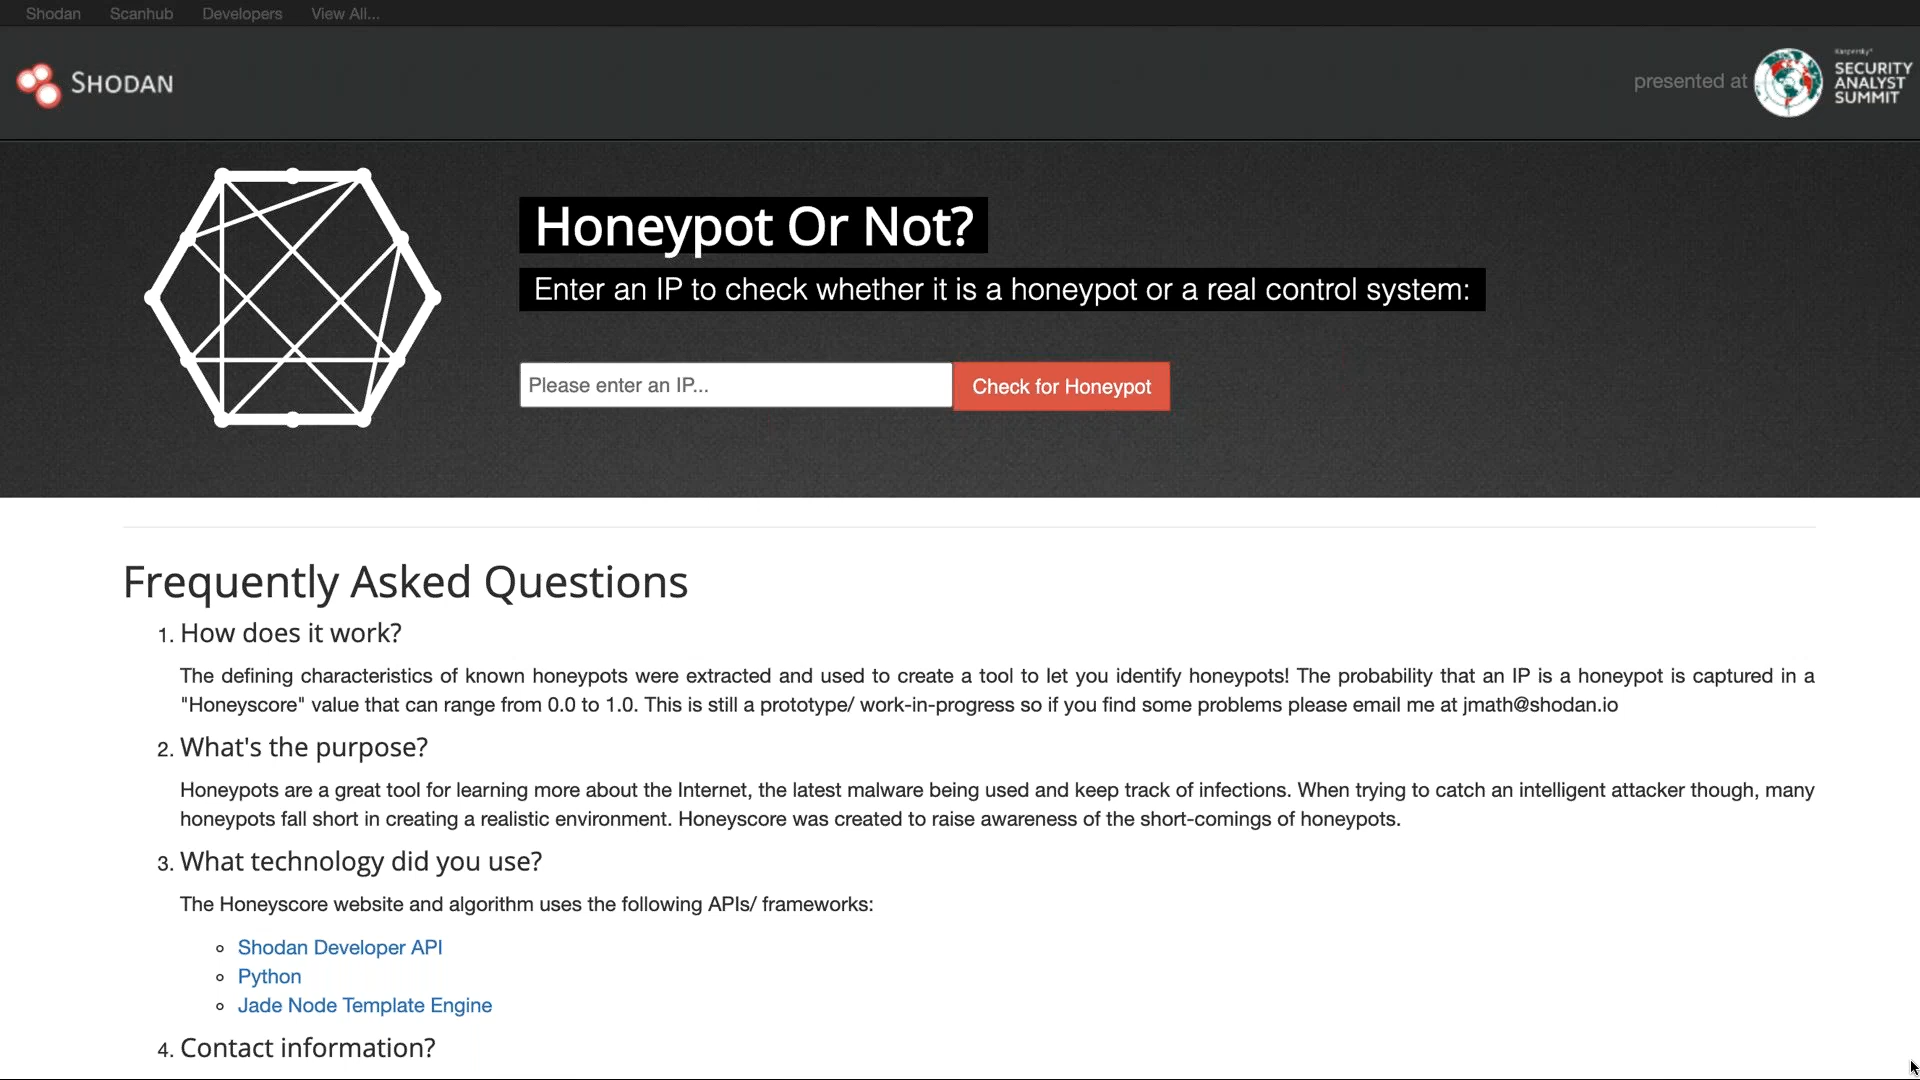 Shodan Scanhub Developers View All...
SHODAN
presented at
kaspersky
SECURITY
ANALYST
SUMMIT
Honeypot Or Not?
Enter an IP to check whether it is a honeypot or a real control system:
Please enter an IP...
Check for Honeypot
Frequently Asked Questions
1. How does it work?
The defining characteristics of known honeypots were extracted and used to create a tool to let you identify honeypots! The probability that an IP is a honeypot is captured in a
"Honeyscore" value that can range from 0.0 to 1.0. This is still a prototype/ work-in-progress so if you find some problems please email me at jmath@shodan.io
2. What's the purpose?
Honeypots are a great tool for learning more about the Internet, the latest malware being used and keep track of infections. When trying to catch an intelligent attacker though, many
honeypots fall short in creating a realistic environment. Honeyscore was created to raise awareness of the short-comings of honeypots.
3. What technology did you use?
The Honeyscore website and algorithm uses the following APIs/ frameworks:
Shodan Developer API
Python
Jade Node Template Engine
4. Contact information?